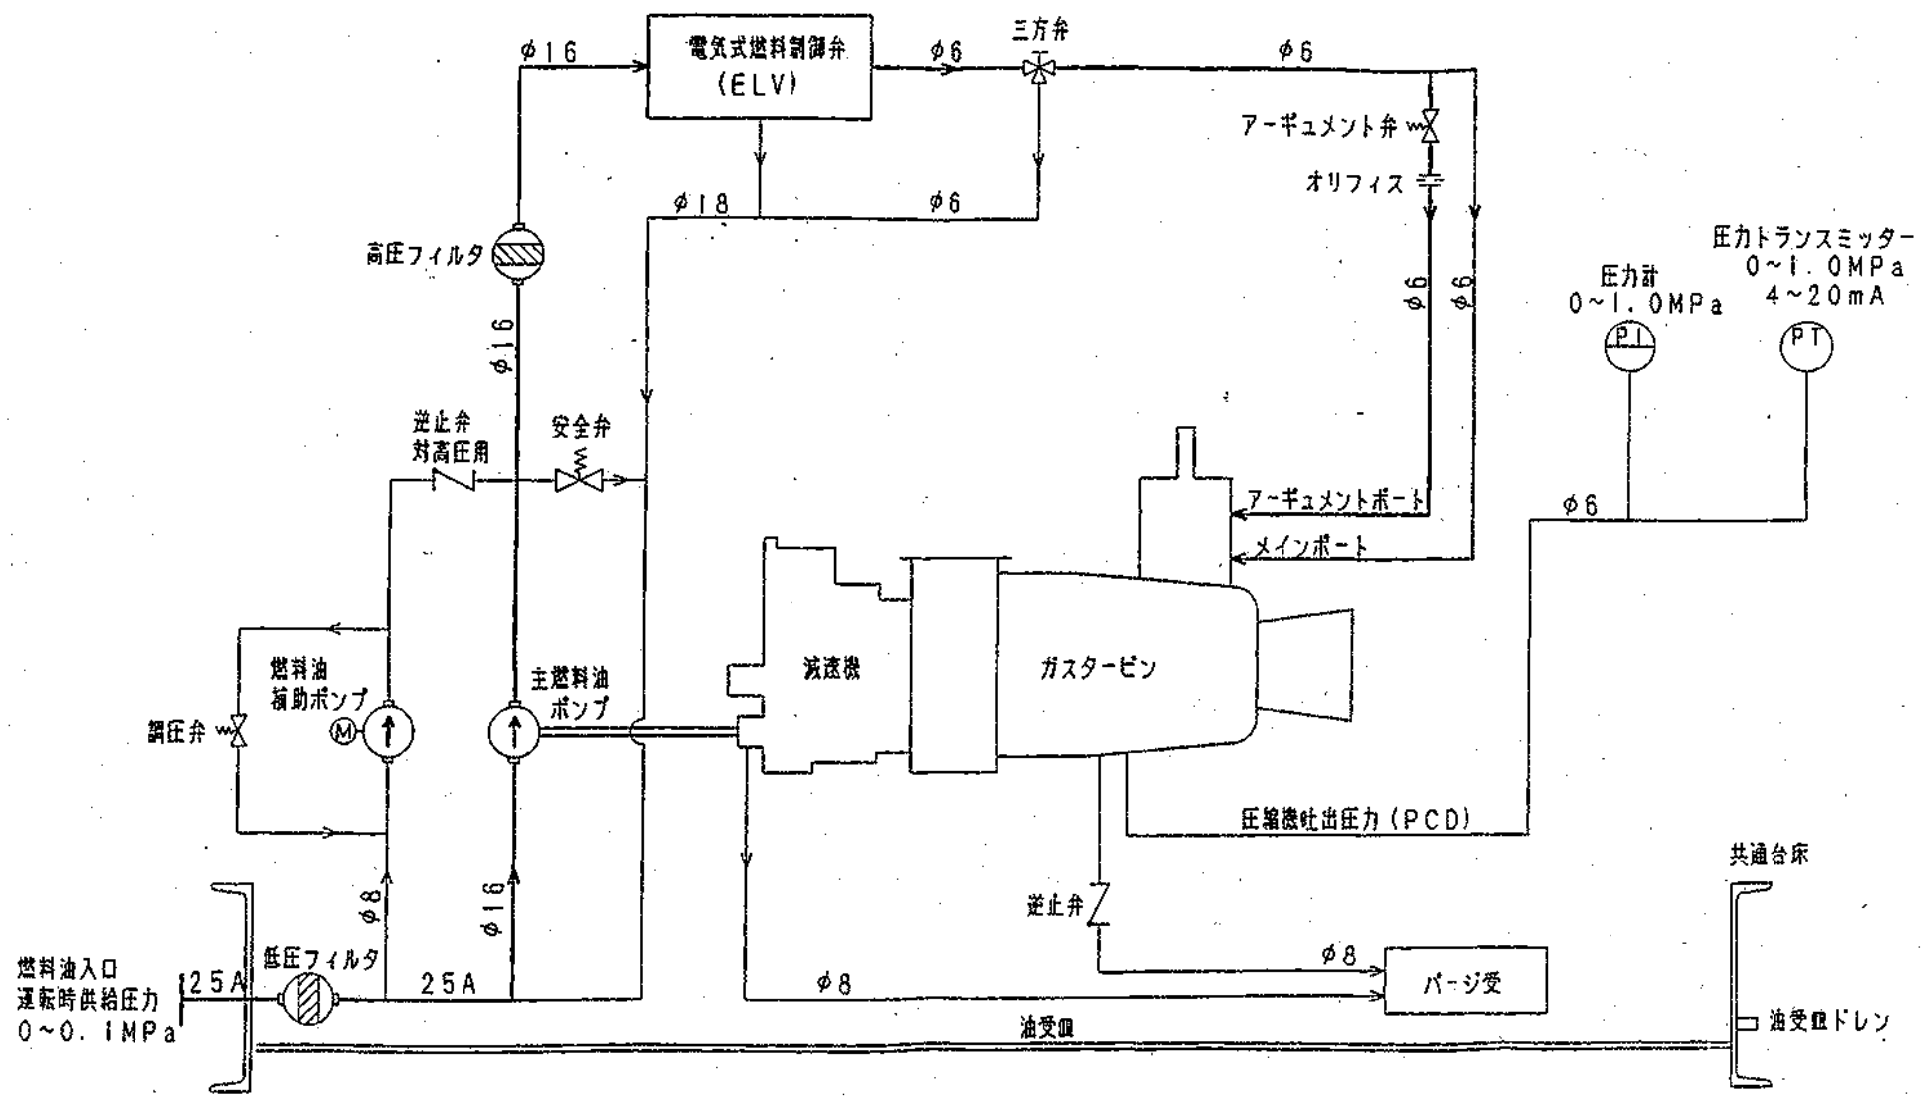 三方弁
φ16
電気式燃料制御弁
(ELV)
φ6
φ6
アーギュメント弁
オリフィス
φ18
φ6
高圧フィルタ
圧力トランスミッター
0~1.0MPa
4~20mA
圧力計
0~1.0MPa
φ6
φ6
PI
PT
φ16
逆止弁
対高圧用
安全弁
アーギュメントポート
φ6
メインポート
燃料油
補助ポンプ
主燃料油
ポンプ
減速機
ガスタービン
調圧弁
M
圧縮機吐出圧力(PCD)
共通台床
φ8
φ16
逆止弁
低圧フィルタ
φ8
燃料油入口
運転時供給圧力
0~0.1MPa
25A
25A
φ8
パージ受
油受皿
油受皿ドレン